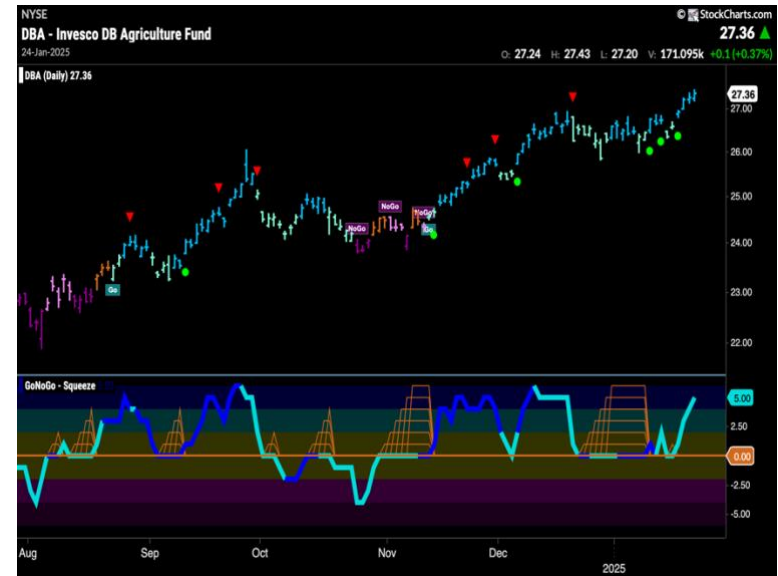 NYSE
© StockCharts.com
DBA - Invesco DB Agriculture Fund
27.36
24-Jan-2025
O: 27.24 H: 27.43 L: 27.20 V: 171.095k +0.1 (+0.37%)
DBA (Daily) 27.36
27.36
27.00
26.00
25.00
24.00
23.00
22.00
NoGo
NoGo
NoGo
Go
Go
GoNoGo - Squeeze
5.00
2.50
0.00
-2.50
-5.00
Aug Sep Oct Nov Dec
2025